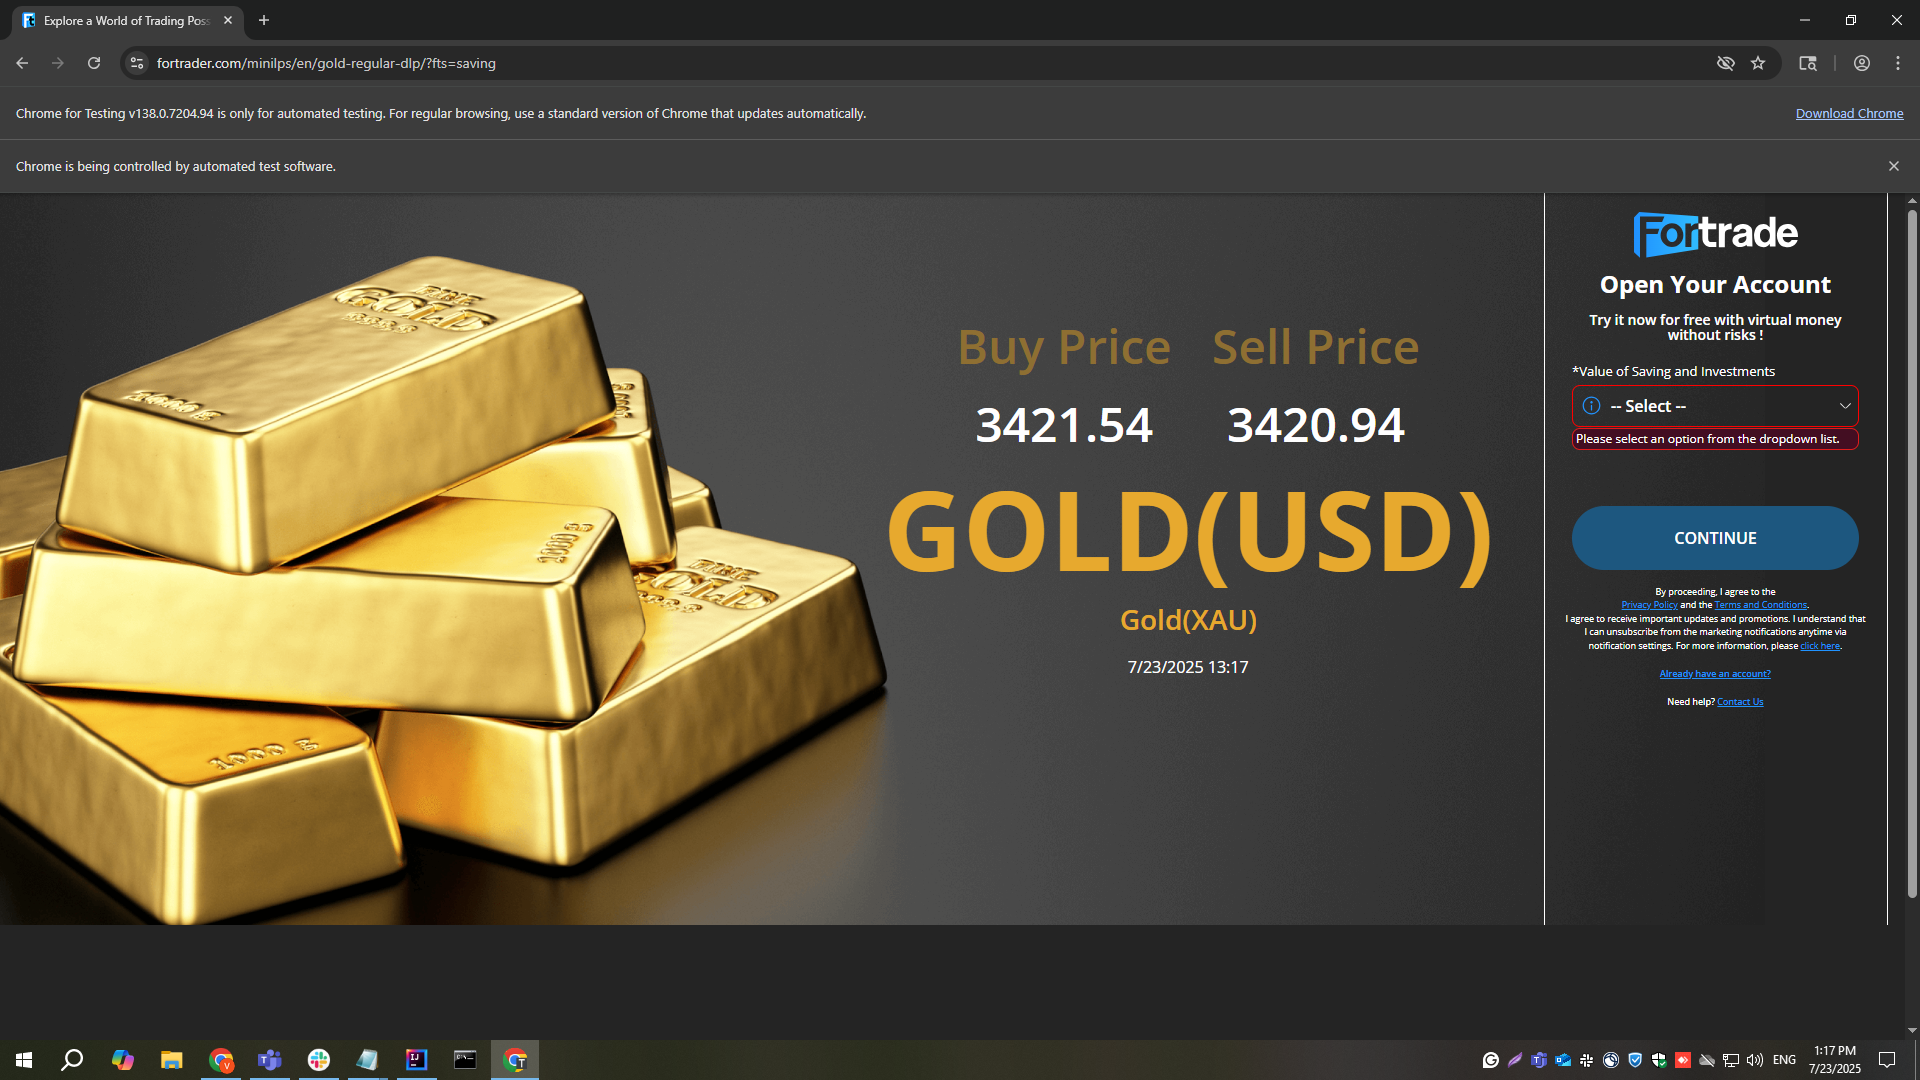 Explore a World of Trading Pos
fortrader.com/minilps/en/gold-regular-dlp/?fts=saving
Chrome for Testing v138.0.7204.94 is only for automated testing. For regular browsing, use a standard version of Chrome that updates automatically.
Download Chrome
Chrome is being controlled by automated test software.
FINE
GOLD
1000 g
FINE
GOLD
1000 g
Buy Price
Sell Price
3421.54
3420.94
GOLD(USD)
Gold(XAU)
7/23/2025 13:17
Fortrade
Open Your Account
Try it now for free with virtual money
without risks !
*Value of Saving and Investments
-- Select --
Please select an option from the dropdown list.
CONTINUE
By proceeding, I agree to the
Privacy Policy and the Terms and Conditions.
I agree to receive important updates and promotions. I understand that
I can unsubscribe from the marketing notifications anytime via
notification settings. For more information, please click here.
Already have an account?
Need help? Contact Us
ENG
1:17 PM
7/23/2025